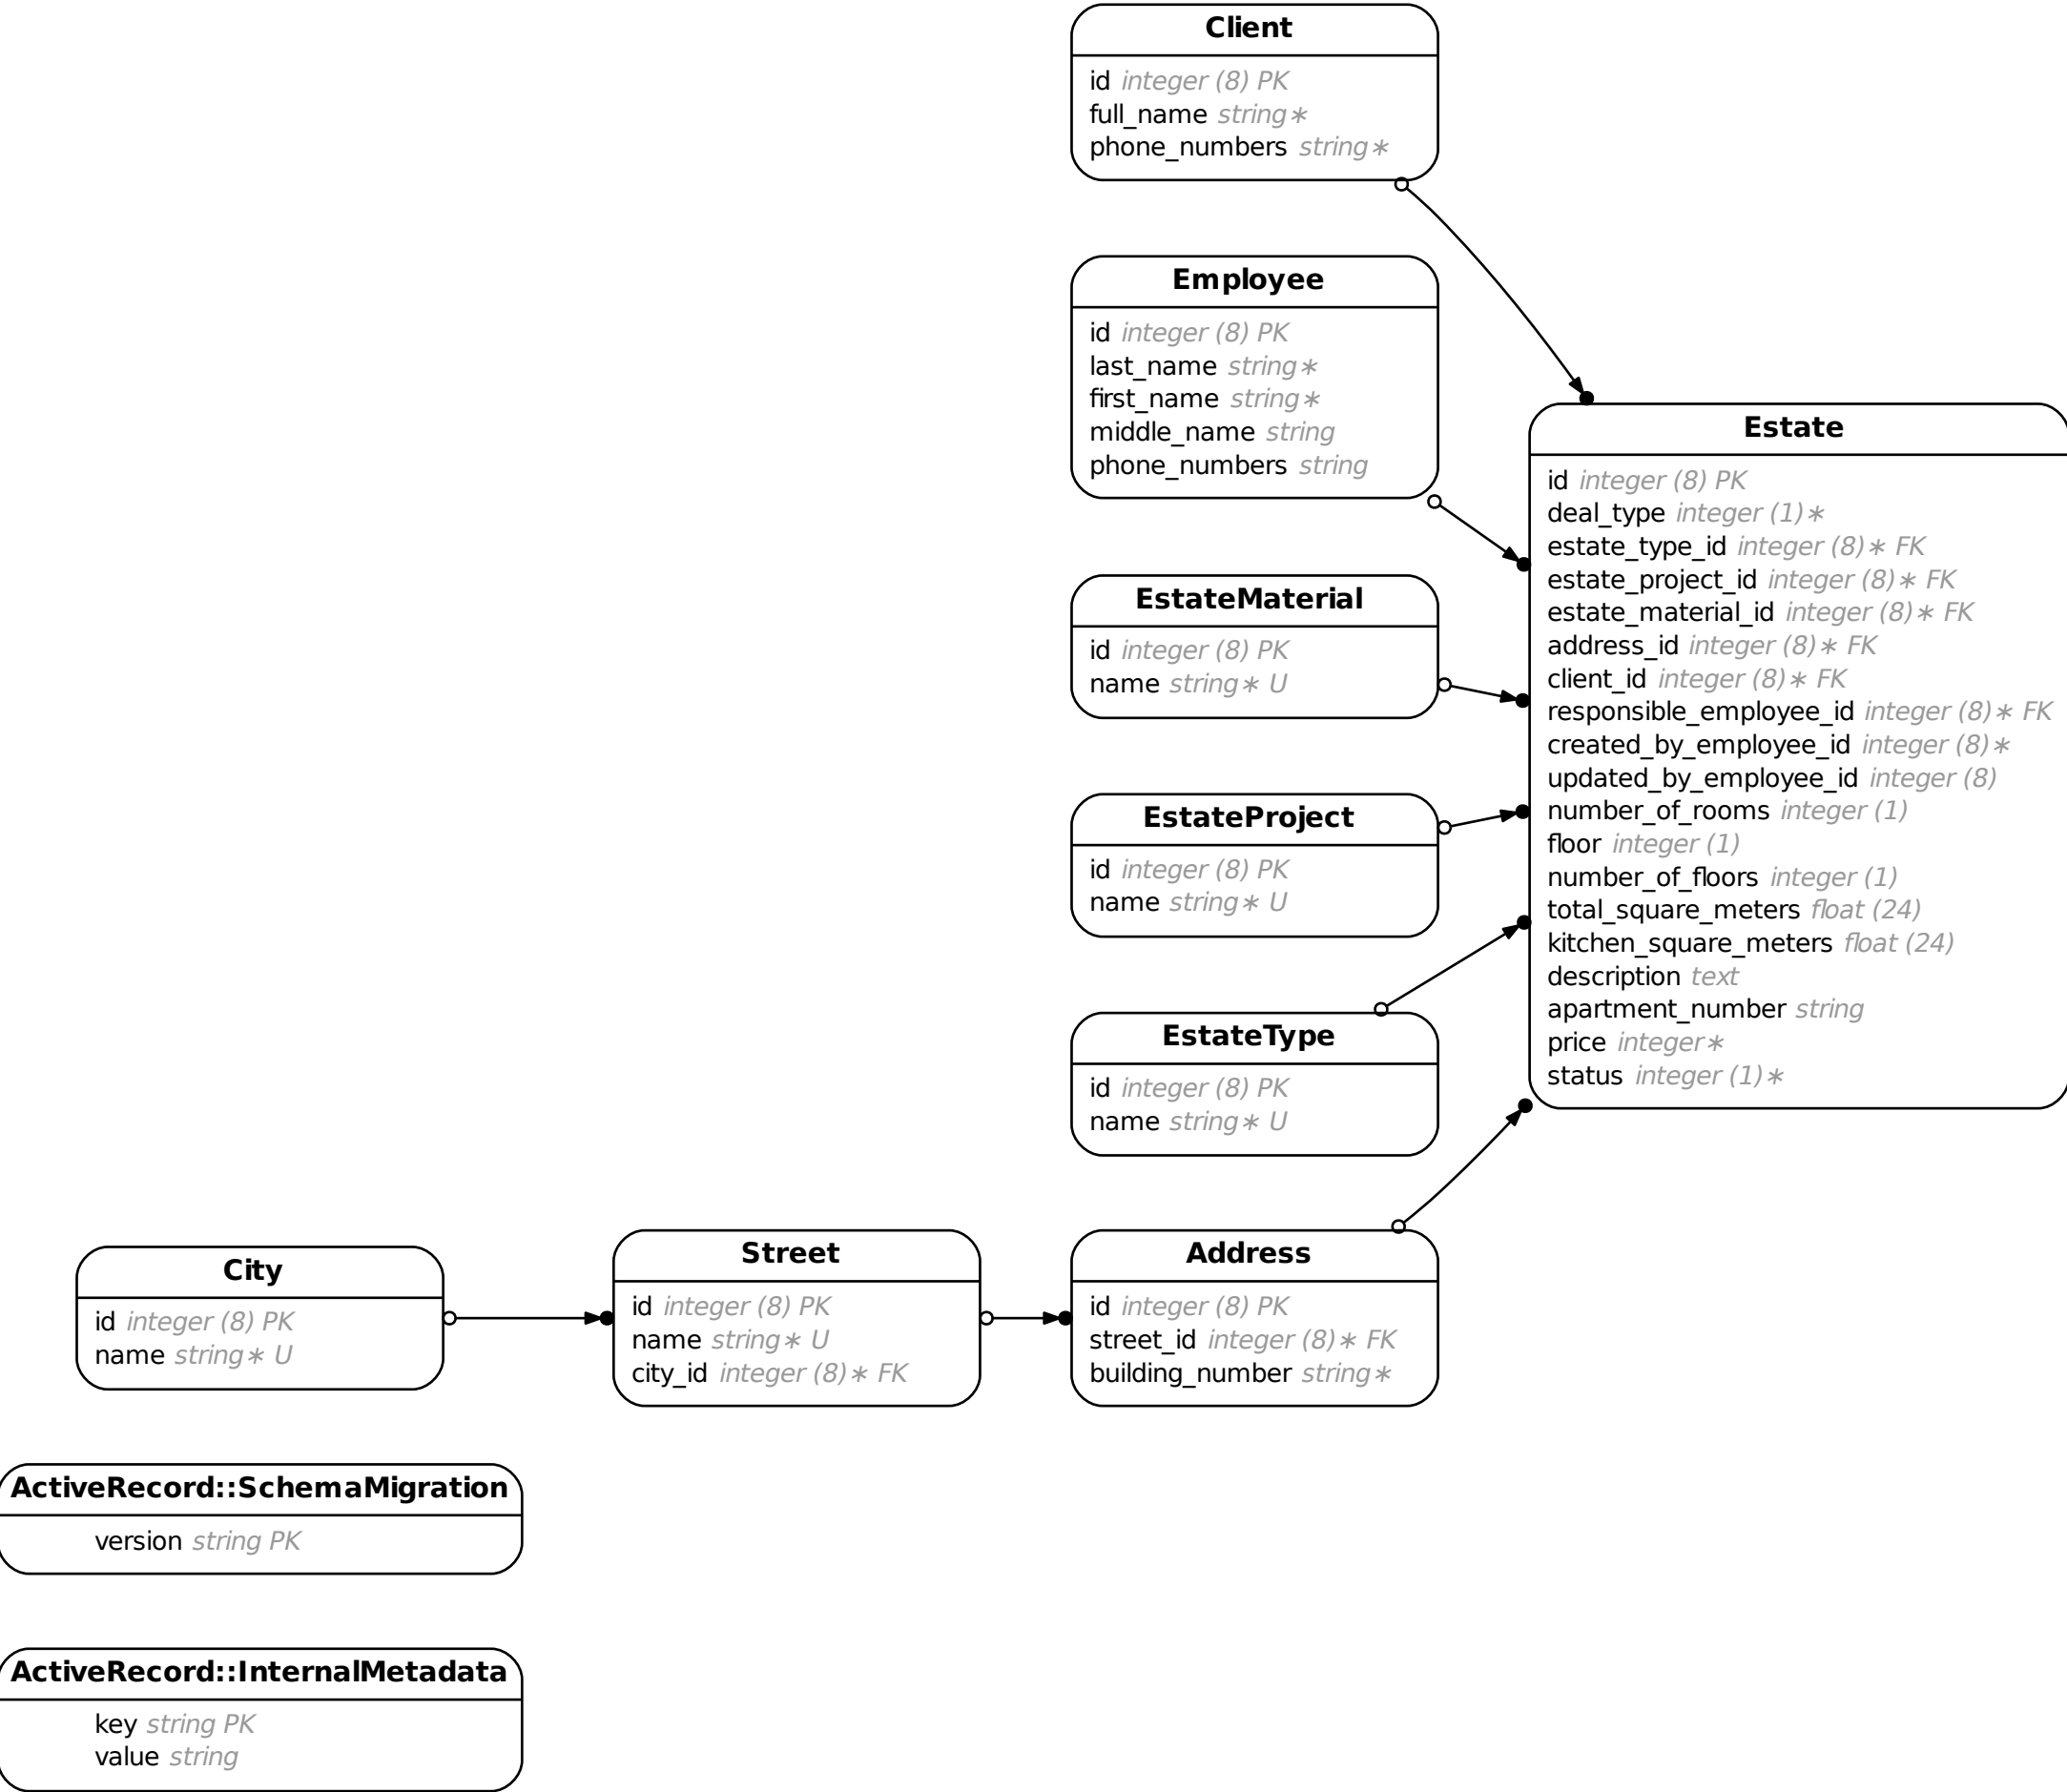 Client
id integer (8) PK
full_name string∗
phone_numbers string∗
Employee
id integer (8) PK
last_name string∗
first_name string∗
middle_name string
phone_numbers string
Estate
id integer (8) PK
deal_type integer (1)∗
estate_type_id integer (8)∗ FK
estate_project_id integer (8)∗ FK
estate_material_id integer (8)∗ FK
address_id integer (8)∗ FK
client_id integer (8)∗ FK
responsible_employee_id integer (8)∗ FK
created_by_employee_id integer (8)∗
updated_by_employee_id integer (8)
number_of_rooms integer (1)
floor integer (1)
number_of_floors integer (1)
total_square_meters float (24)
kitchen_square_meters float (24)
description text
apartment_number string
price integer∗
status integer (1)∗
EstateMaterial
id integer (8) PK
name string∗ U
EstateProject
id integer (8) PK
name string∗ U
EstateType
id integer (8) PK
name string∗ U
City
id integer (8) PK
name string∗ U
Street
id integer (8) PK
name string∗ U
city_id integer (8)∗ FK
Address
id integer (8) PK
street_id integer (8)∗ FK
building_number string∗
ActiveRecord::SchemaMigration
version string PK
ActiveRecord::InternalMetadata
key string PK
value string